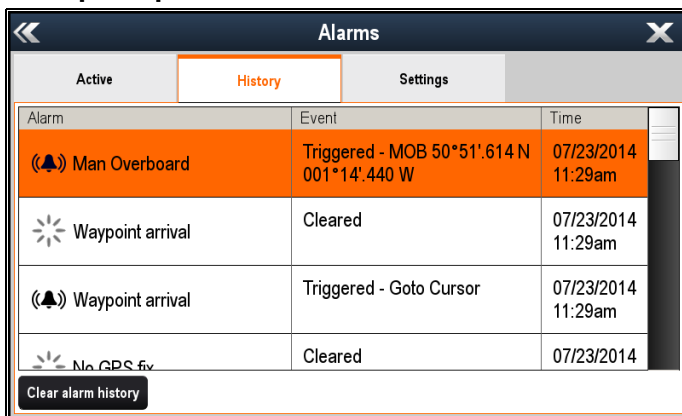 Alarms
Active History Settings
Alarm Event Time
Man Overboard Triggered - MOB 50°51'.614 N 07/23/2014
001°14'.440 W 11:29am
Waypoint arrival Cleared 07/23/2014
11:29am
Waypoint arrival Triggered - Goto Cursor 07/23/2014
11:29am
No GPS fix Cleared 07/23/2014
Clear alarm history